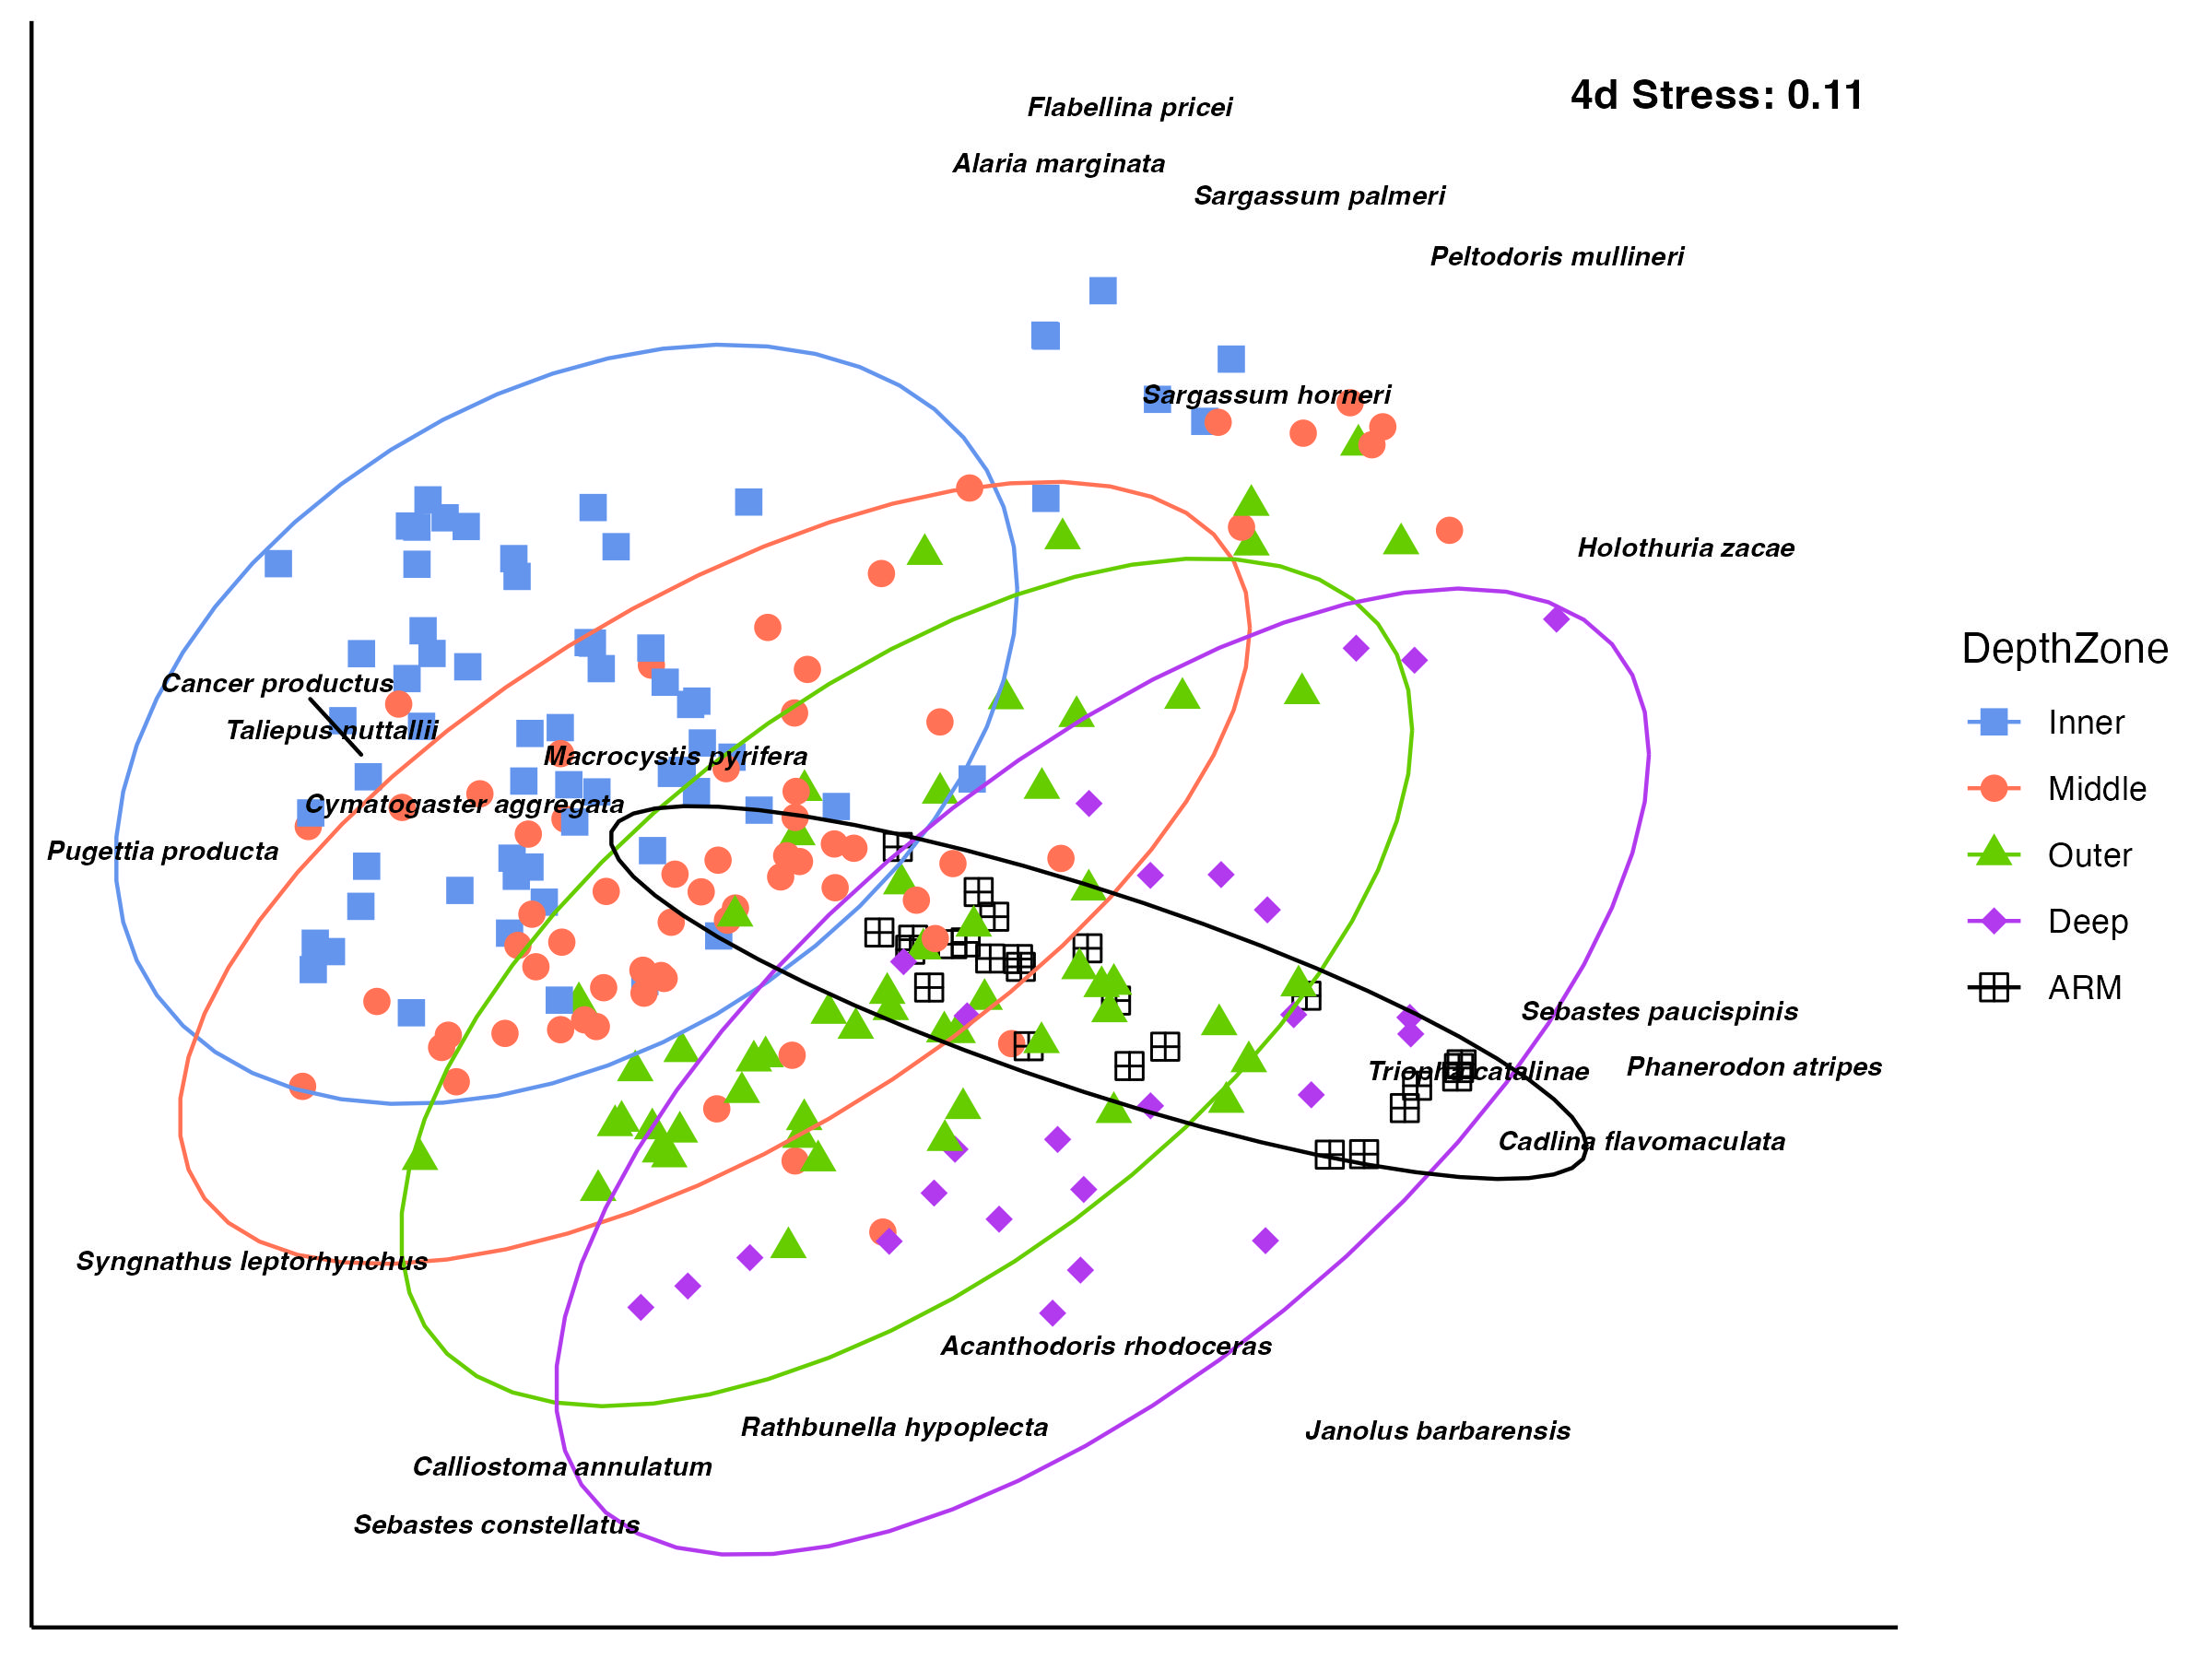 Flabellina pricei
4d Stress: 0.11
Alaria marginata
Sargassum palmeri
Peltodoris mullineri
Sargassum horneri
Holothuria zacae
Cancer productus
Taliepus nuttallii
Macrocystis pyrifera
Cymatogaster aggregata
Pugettia producta
Sebastes paucispinis
Triopha catalinae
Phanerodon atripes
Cadlina flavomaculata
Syngnathus leptorhynchus
Acanthodoris rhodoceras
Rathbunella hypoplecta
Janolus barbarensis
Calliostoma annulatum
Sebastes constellatus
DepthZone
Inner
Middle
Outer
Deep
ARM